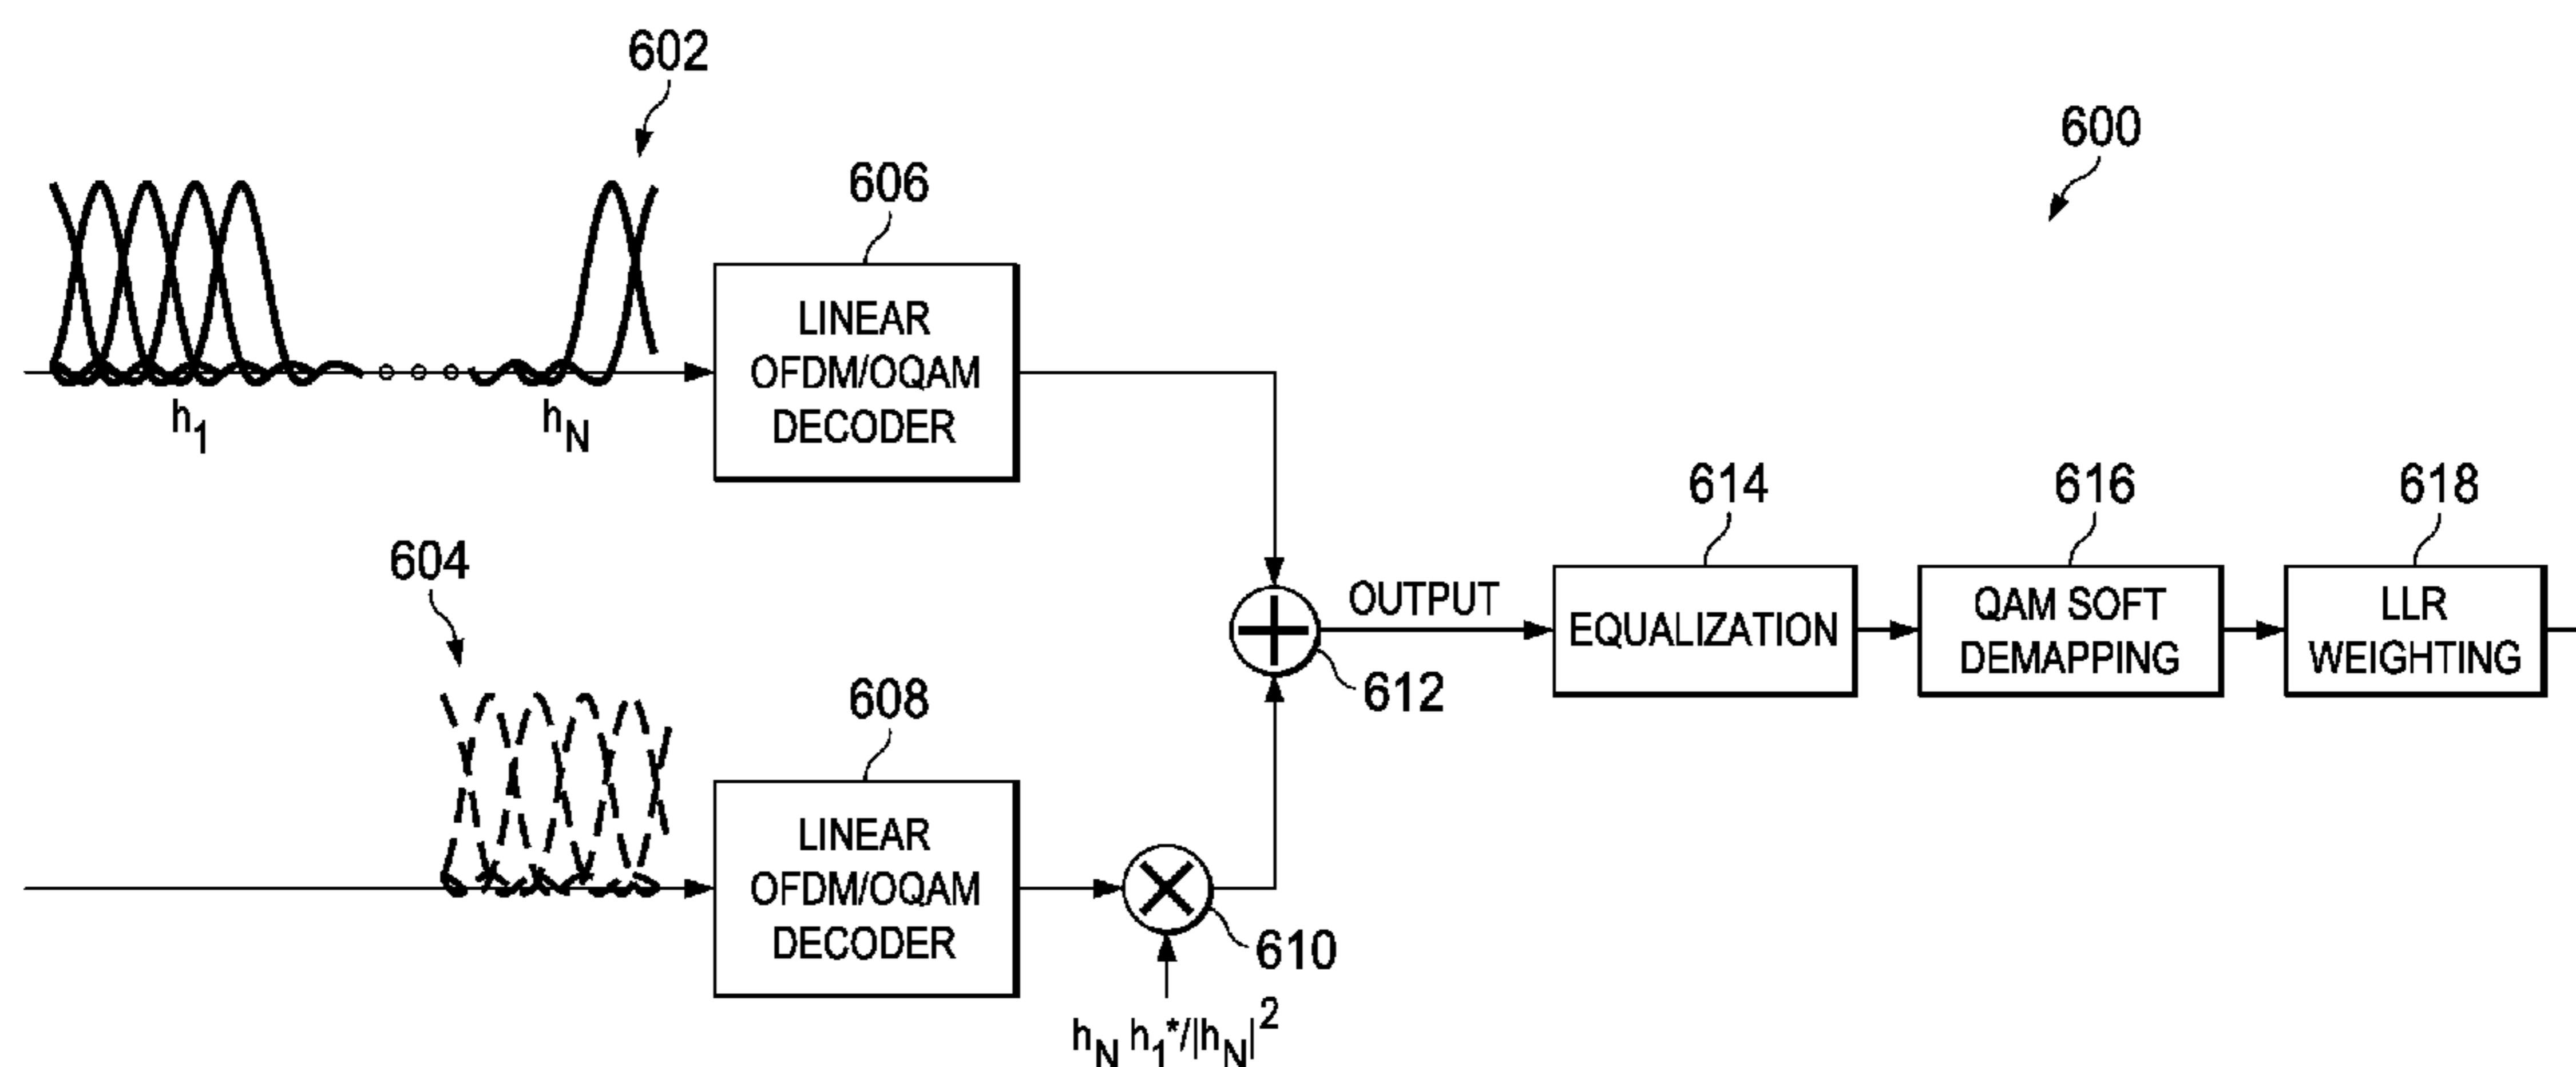 602
600
606
LINEAR
OFDM/OQAM
DECODER
h1
hN
604
614
616
618
OUTPUT
EQUALIZATION
QAM SOFT
DEMAPPING
LLR
WEIGHTING
612
608
LINEAR
OFDM/OQAM
DECODER
610
hN h1*/|hN|2